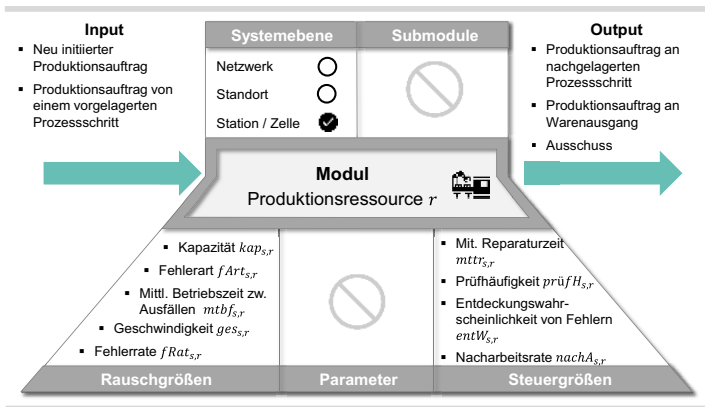 Input
▪ Neu initiierter
Produktionsauftrag
▪ Produktionsauftrag von
einem vorgelagerten
Prozessschritt
Systemebene
Netzwerk
Standort
Station / Zelle
Submodule
Output
▪ Produktionsauftrag an
nachgelagerten
Prozessschritt
▪ Produktionsauftrag an
Warenausgang
▪ Ausschuss
Modul
Produktionsressource r
▪ Kapazität kap_{s,r}
▪ Fehlerart fArt_{s,r}
▪ Mittl. Betriebszeit zw.
Ausfällen mtbf_{s,r}
▪ Geschwindigkeit ges_{s,r}
▪ Fehlerrate fRat_{s,r}
Rauschgrößen
Parameter
▪ Mit. Reparaturzeit
mttr_{s,r}
▪ Prüfhäufigkeit prüfH_{s,r}
▪ Entdeckungswahr-
scheinlichkeit von Fehlern
entW_{s,r}
▪ Nacharbeitsrate nachA_{s,r}
Steuergrößen